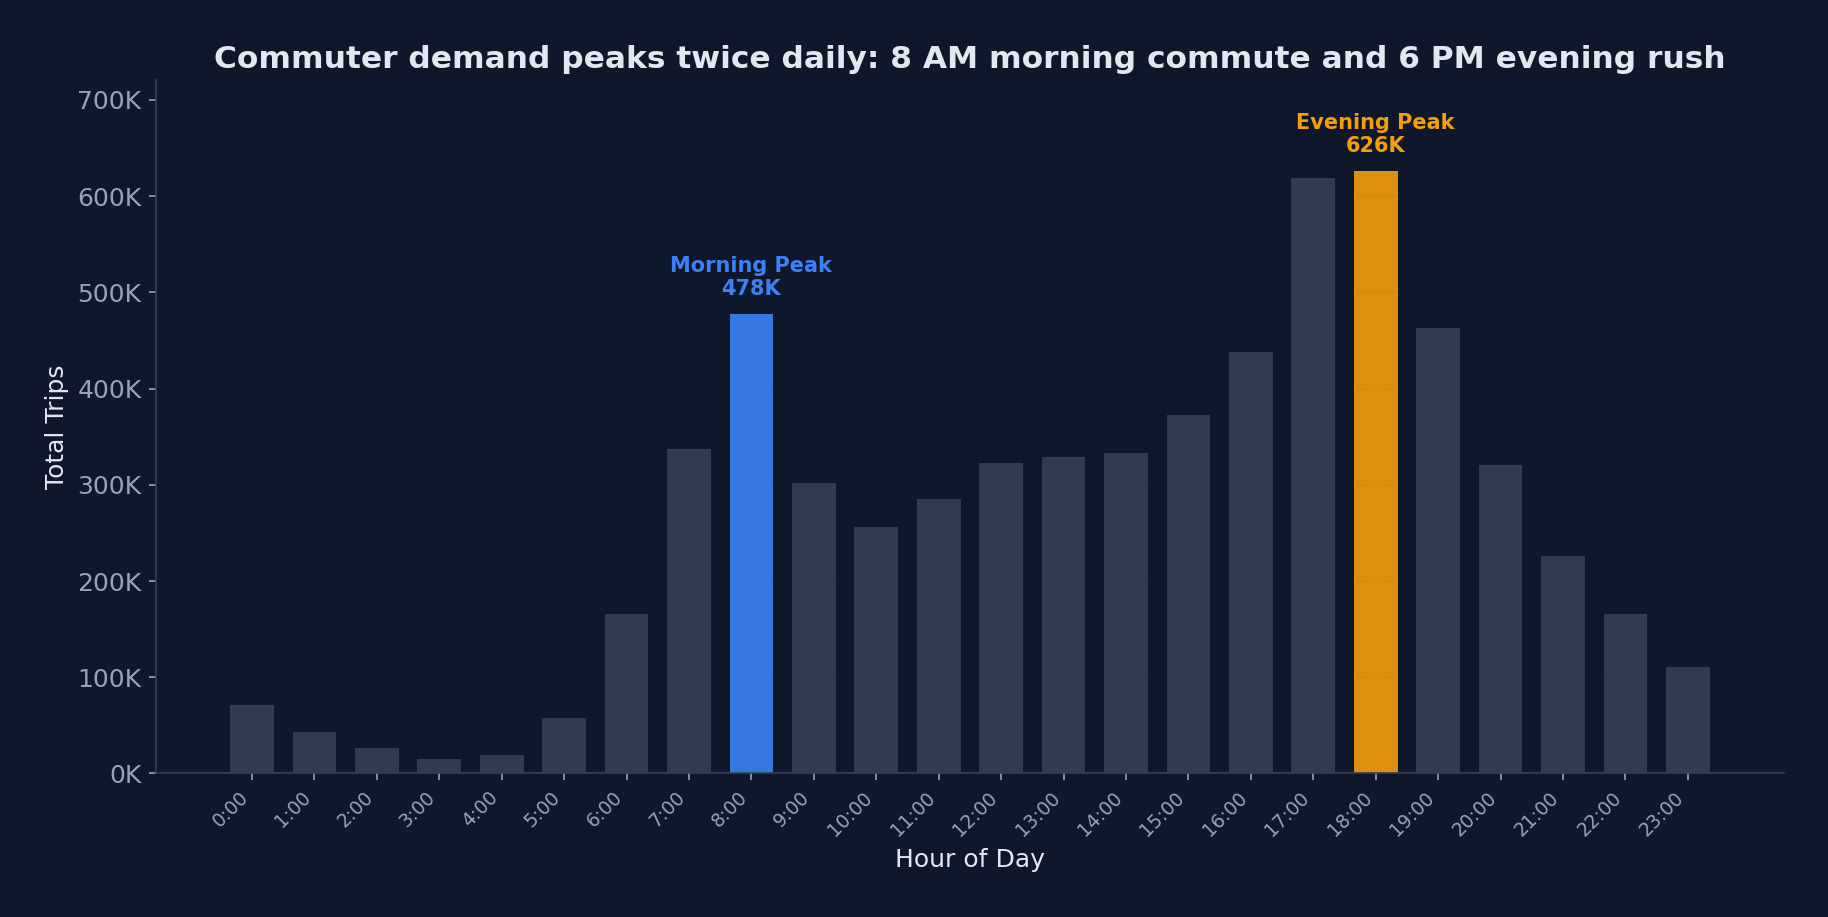 Commuter demand peaks twice daily: 8 AM morning commute and 6 PM evening rush
700K
600K
500K
400K
300K
200K
100K
0K
Total Trips
Evening Peak
626K
Morning Peak
478K
0:00
1:00
2:00
3:00
4:00
5:00
6:00
7:00
8:00
9:00
10:00
11:00
12:00
13:00
14:00
15:00
16:00
17:00
18:00
19:00
20:00
21:00
22:00
23:00
Hour of Day